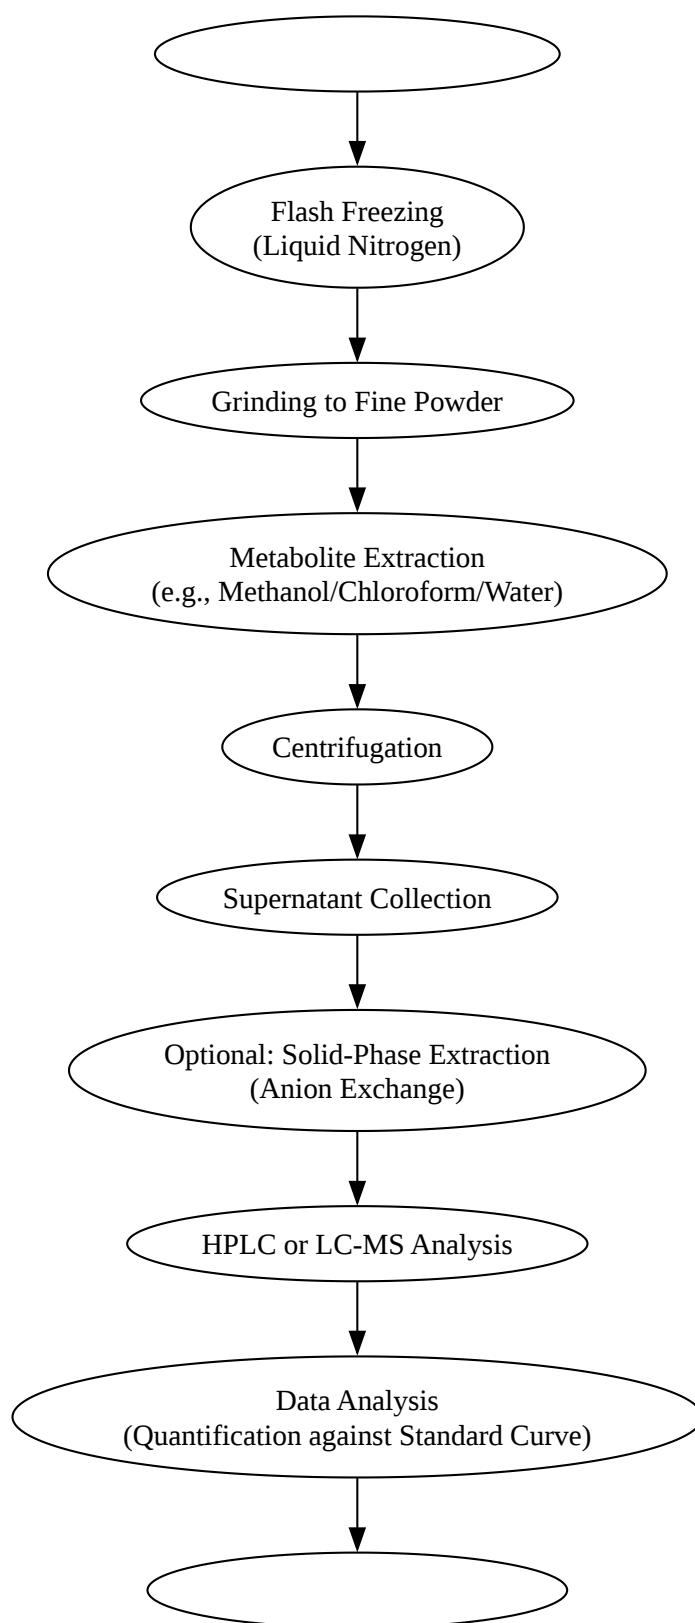 Flash Freezing
(Liquid Nitrogen)
Grinding to Fine Powder
Metabolite Extraction
(e.g., Methanol/Chloroform/Water)
Centrifugation
Supernatant Collection
Optional: Solid-Phase Extraction
(Anion Exchange)
HPLC or LC-MS Analysis
Data Analysis
(Quantification against Standard Curve)